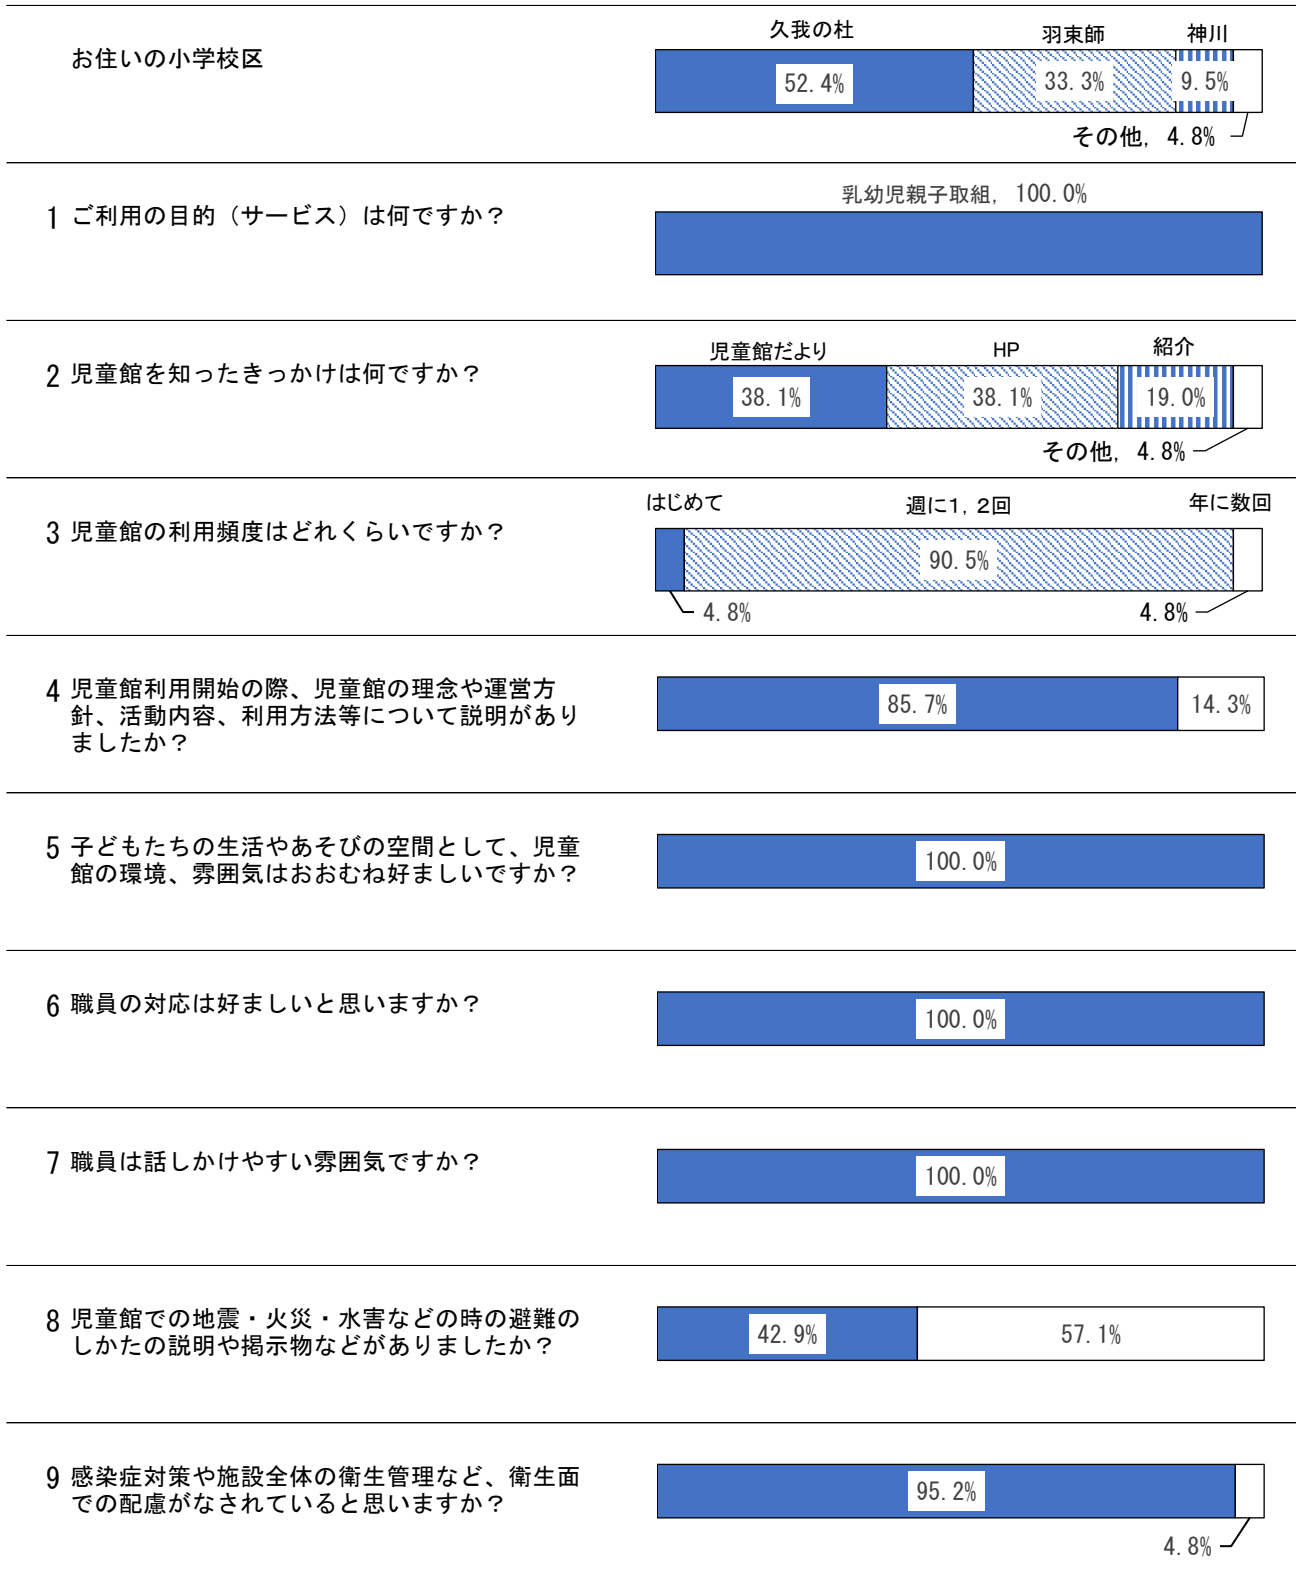 久我の杜
羽束師
神川
お住いの小学校区
52.4%
33.3%
9.5%
その他, 4.8%
乳幼児親子取組, 100.0%
1 ご利用の目的（サービス）は何ですか？
児童館だより
HP
紹介
2 児童館を知ったきっかけは何ですか？
38.1%
38.1%
19.0%
その他, 4.8%
はじめて
週に1，2回
年に数回
3 児童館の利用頻度はどれくらいですか？
90.5%
4.8%
4.8%
4 児童館利用開始の際、児童館の理念や運営方
針、活動内容、利用方法等について説明があり
ましたか？
85.7%
14.3%
5 子どもたちの生活やあそびの空間として、児童
館の環境、雰囲気はおおむね好ましいですか？
100.0%
6 職員の対応は好ましいと思いますか？
100.0%
7 職員は話しかけやすい雰囲気ですか？
100.0%
8 児童館での地震・火災・水害などの時の避難の
しかたの説明や掲示物などがありましたか？
42.9%
57.1%
9 感染症対策や施設全体の衛生管理など、衛生面
での配慮がなされていると思いますか？
95.2%
4.8%